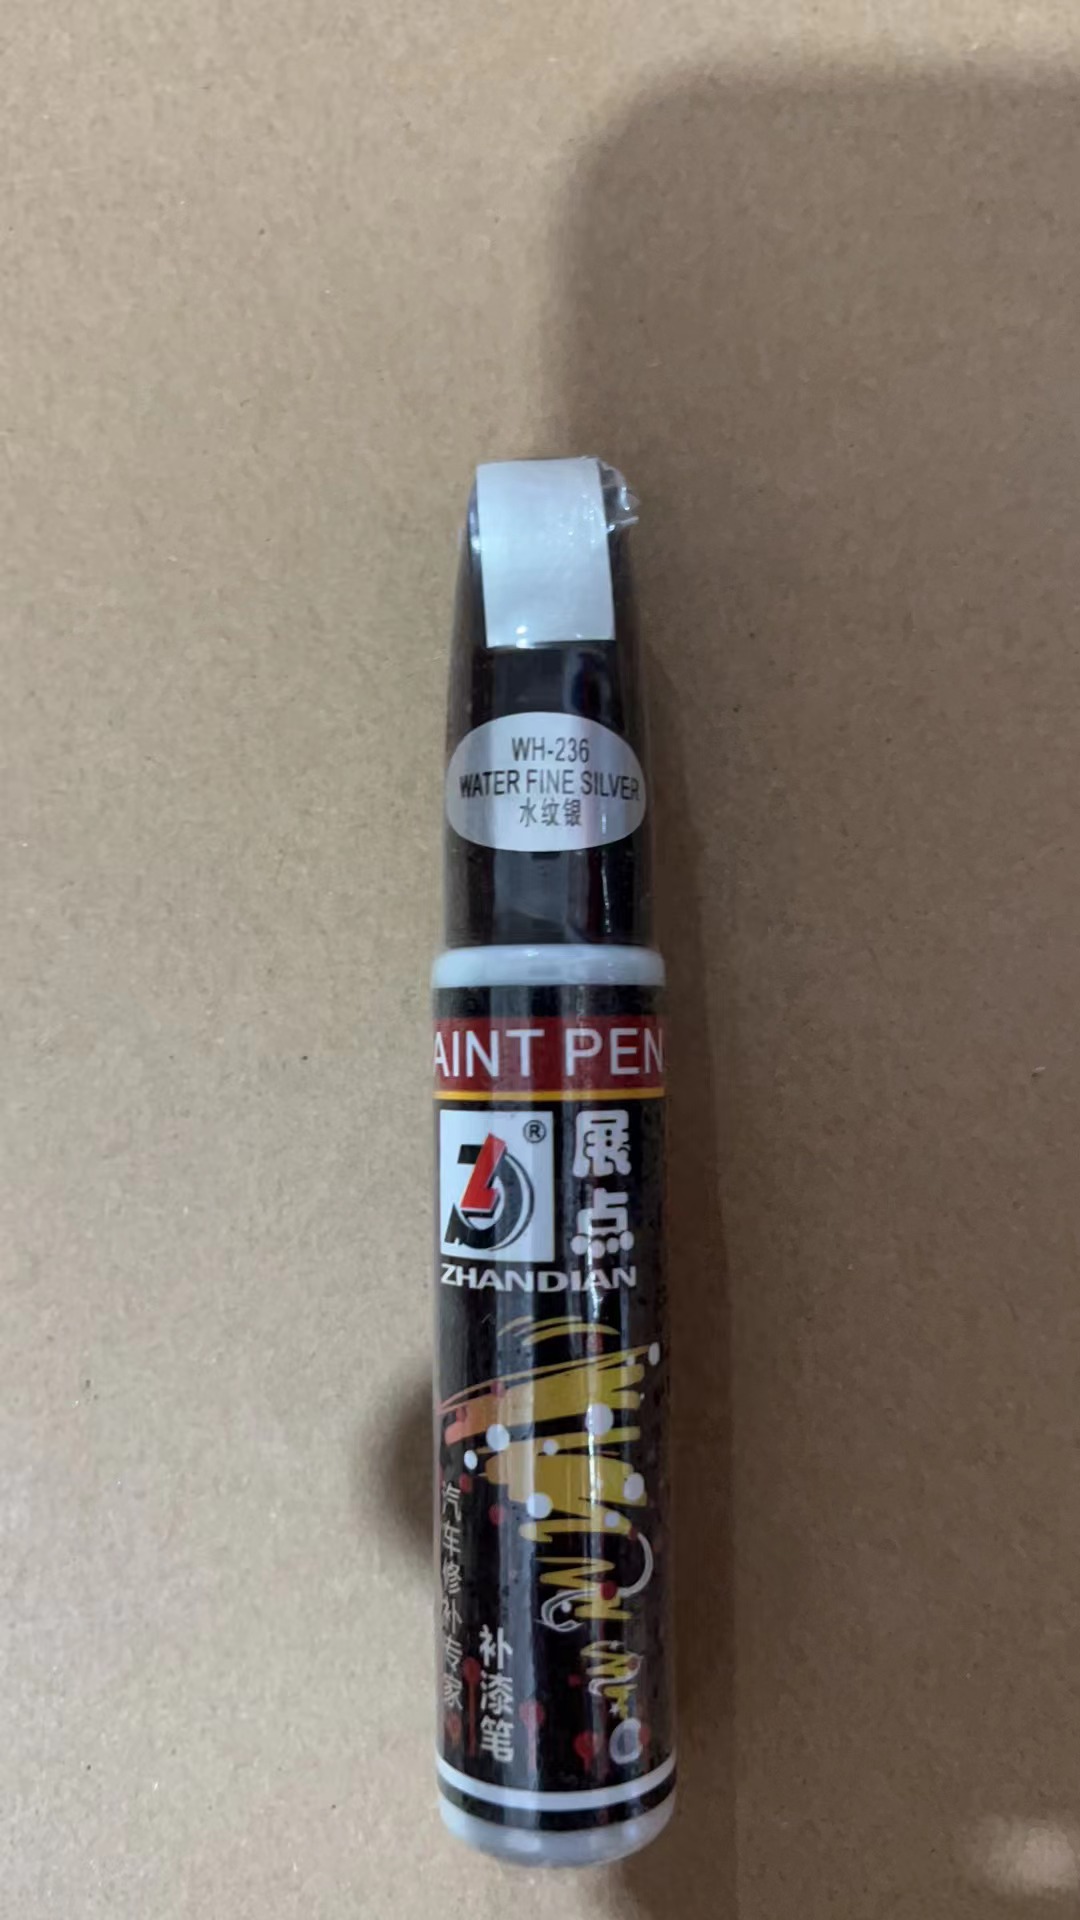 WH-236
WATER FINE SILVER
水纹银
AINT PEN
®
展点
ZHANDIAN
汽车修补专家
补漆笔